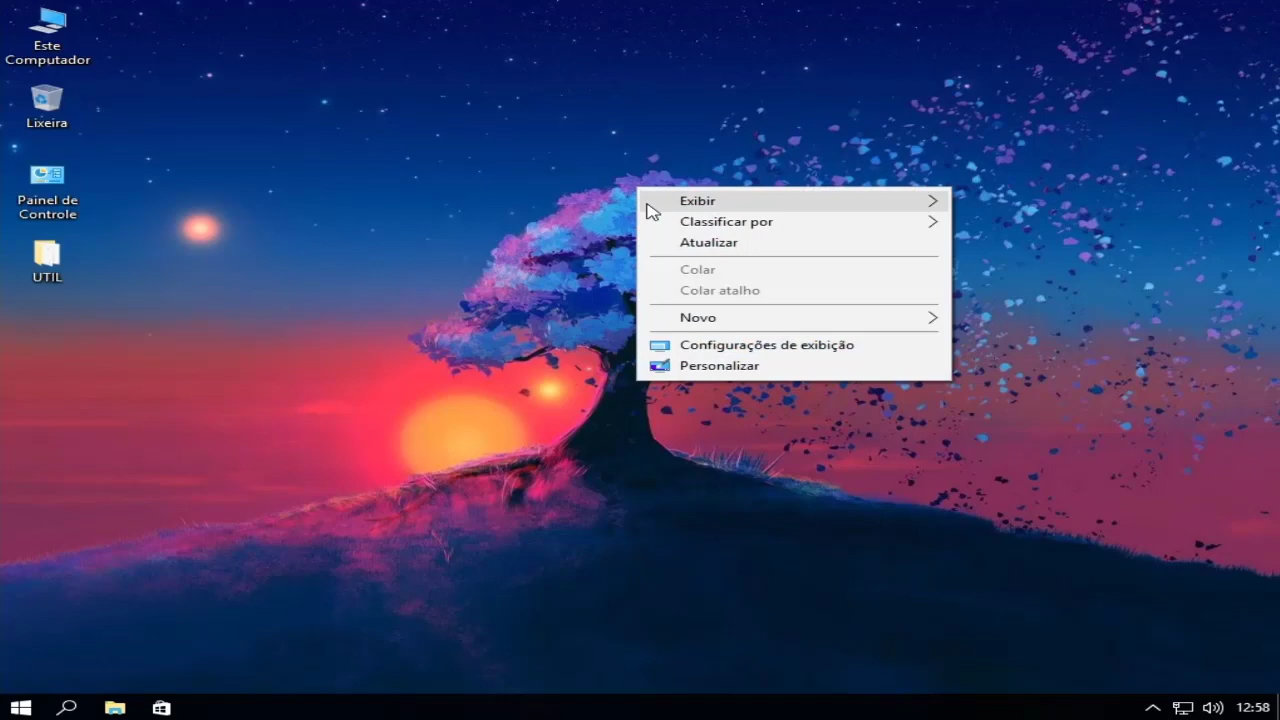 Este
Computador
Lixeira
Painel de
Controle
UTIL
Exibir
Classificar por
Atualizar
Colar
Colar atalho
Novo
Configurações de exibição
Personalizar
12:58